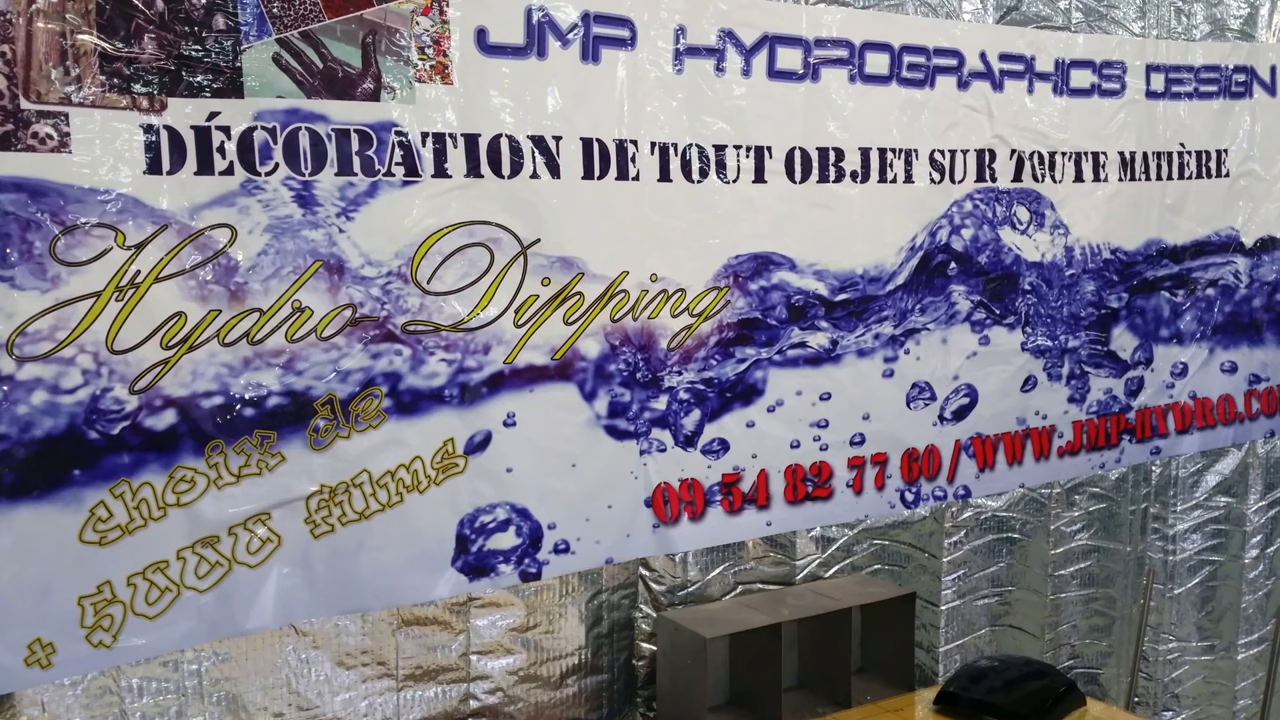 JMP HYDROGRAPHICS DESIGN
DÉCORATION DE TOUT OBJET SUR TOUTE MATIÈRE
Hydro-Dipping
choix de
+ 5000 films
09 54 82 77 60 / WWW.JMP-HYDRO.CO